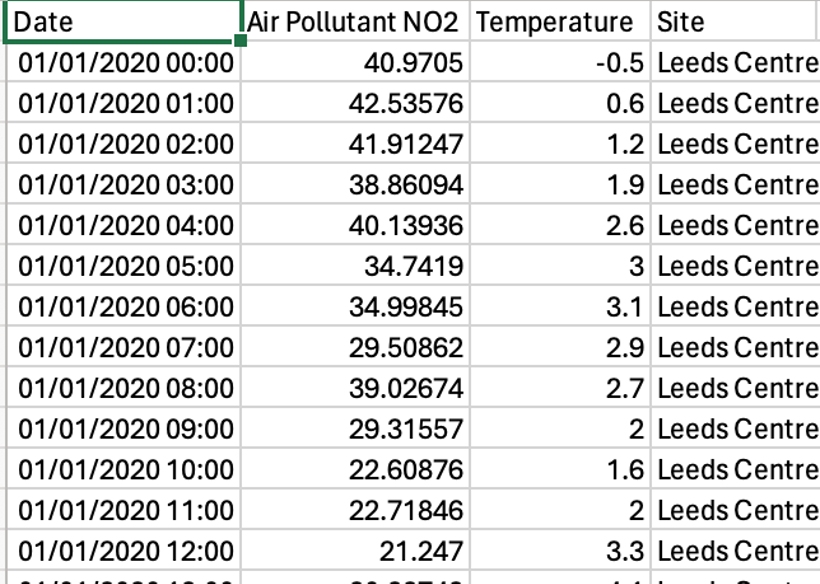 Date Air Pollutant NO2 Temperature Site
01/01/2020 00:00 40.9705 -0.5 Leeds Centre
01/01/2020 01:00 42.53576 0.6 Leeds Centre
01/01/2020 02:00 41.91247 1.2 Leeds Centre
01/01/2020 03:00 38.86094 1.9 Leeds Centre
01/01/2020 04:00 40.13936 2.6 Leeds Centre
01/01/2020 05:00 34.7419 3 Leeds Centre
01/01/2020 06:00 34.99845 3.1 Leeds Centre
01/01/2020 07:00 29.50862 2.9 Leeds Centre
01/01/2020 08:00 39.02674 2.7 Leeds Centre
01/01/2020 09:00 29.31557 2 Leeds Centre
01/01/2020 10:00 22.60876 1.6 Leeds Centre
01/01/2020 11:00 22.71846 2 Leeds Centre
01/01/2020 12:00 21.247 3.3 Leeds Centre